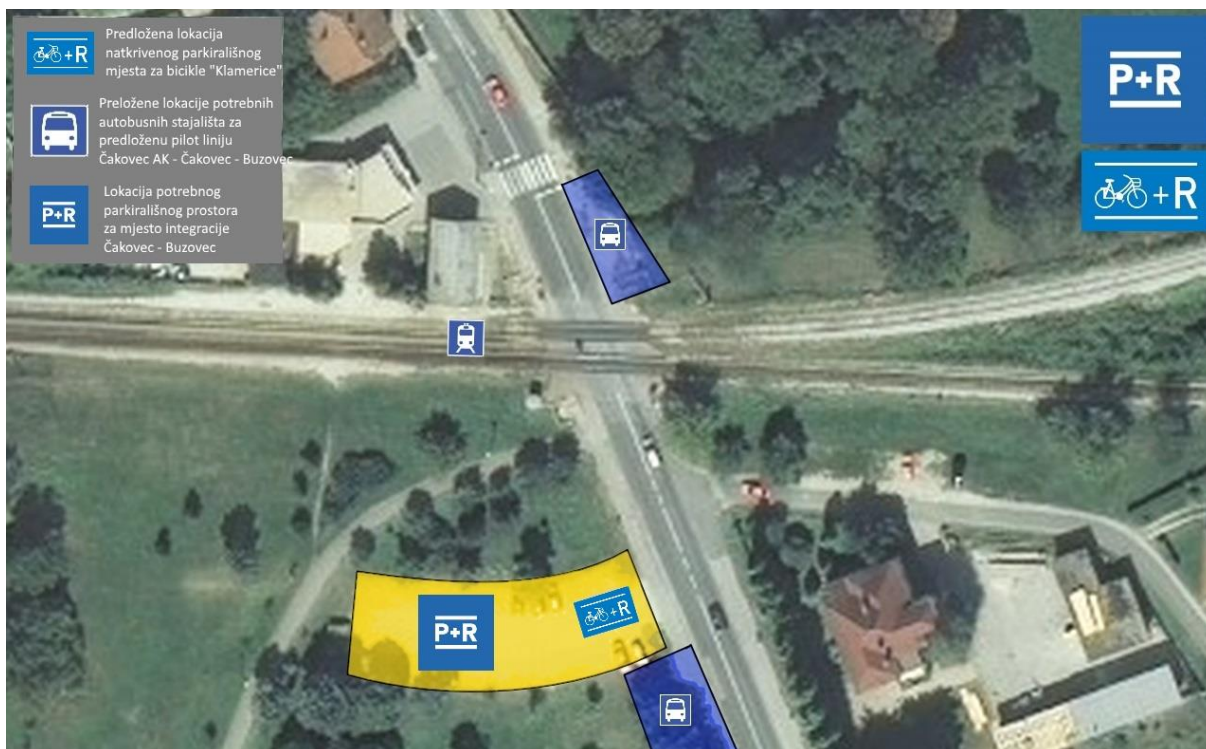 +R
Predložena lokacija
natkrivenog parkirališnog
mjesta za bicikle "Klamerice"
Preložene lokacije potrebnih
autobusnih stajališta za
predloženu pilot liniju
Čakovec AK - Čakovec - Buzovec
P+R
Lokacija potrebnog
parkirališnog prostora
za mjesto integracije
Čakovec - Buzovec
P+R
+R
P+R
+R